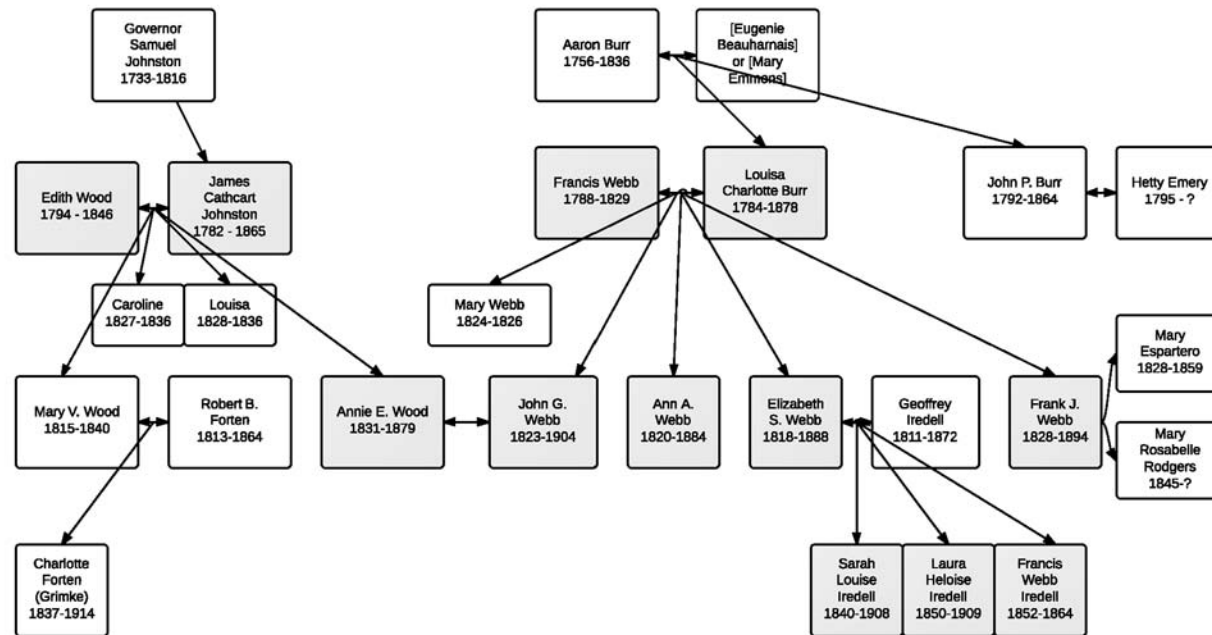 Governor
Samuel
Johnston
1733-1816
Aaron Burr
1756-1836
[Eugenie
Beauharnais]
or [Mary
Emmons]
Edith Wood
1794 - 1846
James
Cathcart
Johnston
1782 - 1865
Francis Webb
1788-1829
Louisa
Charlotte Burr
1784-1878
John P. Burr
1792-1864
Hetty Emery
1795 - ?
Caroline
1827-1836
Louisa
1828-1836
Mary Webb
1824-1826
Mary
Espartero
1828-1859
Mary V. Wood
1815-1840
Robert B.
Forten
1813-1864
Annie E. Wood
1831-1879
John G.
Webb
1823-1904
Ann A.
Webb
1820-1884
Elizabeth
S. Webb
1818-1888
Geoffrey
Iredell
1811-1872
Frank J.
Webb
1828-1894
Mary
Rosabelle
Rodgers
1845-?
Charlotte
Forten
(Grimke)
1837-1914
Sarah
Louise
Iredell
1840-1908
Laura
Heloise
Iredell
1850-1909
Francis
Webb
Iredell
1852-1864